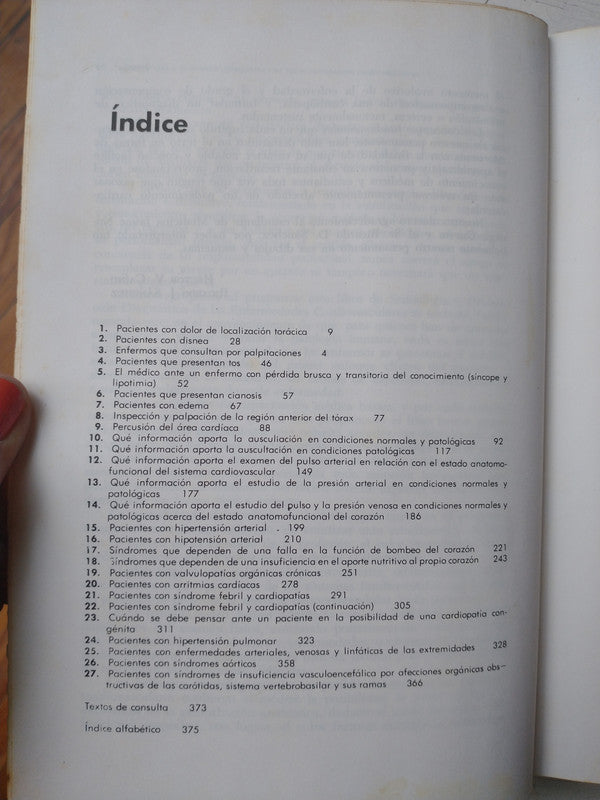 Índice
1. Pacientes con dolor de localización torácica 9
2. Pacientes con disnea 28
3. Enfermos que consultan por palpitaciones 4
4. Pacientes que presentan tos 46
5. El médico ante un enfermo con pérdida brusca y transitoria del conocimiento (síncope y
lipotimia) 52
6. Pacientes que presentan cianosis 57
7. Pacientes con edema 67
8. Inspección y palpación de la región anterior del tórax 77
9. Percusión del área cardíaca 88
10. Qué información aporta la auscultación en condiciones normales y patológicas 92
11. Qué información aporta la auscultación en condiciones patológicas 117
12. Qué información aporta el examen del pulso arterial en relación con el estado anatomo-
funcional del sistema cardiovascular 149
13. Qué información aporta el estudio de la presión arterial en condiciones normales y
patológicas 177
14. Qué información aporta el estudio del pulso y la presión venosa en condiciones normales y
patológicas acerca del estado anatomofuncional del corazón 186
15. Pacientes con hipertensión arterial . 199
16. Pacientes con hipotensión arterial 210
17. Síndromes que dependen de una falla en la función de bombeo del corazón 221
18. Síndromes que dependen de una insuficiencia en el aporte nutritivo al propio corazón 243
19. Pacientes con valvulopatías orgánicas crónicas 251
20. Pacientes con arritmias cardíacas 278
21. Pacientes con síndrome febril y cardiopatías 291
22. Pacientes con síndrome febril y cardiopatías (continuación) 305
23. Cuándo se debe pensar ante un paciente en la posibilidad de una cardiopatía con-
génita 311
24. Pacientes con hipertensión pulmonar 323
25. Pacientes con enfermedades arteriales, venosas y linfáticas de las extremidades 328
26. Pacientes con síndromes aórticos 358
27. Pacientes con síndromes de insuficiencia vasculoencefálica por afecciones orgánicas obs-
tructivas de las carótidas, sistema vertebrobasilar y sus ramas 366
Textos de consulta 373
Índice alfabético 375